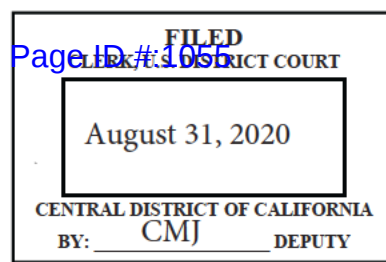 FILED
Page ID #:1055
CLERK, U.S. DISTRICT COURT
August 31, 2020
CENTRAL DISTRICT OF CALIFORNIA
BY: CMJ DEPUTY